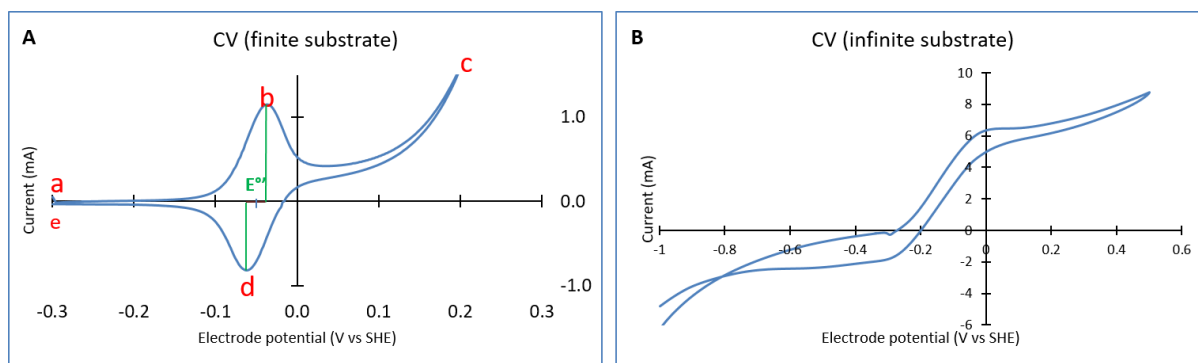 A
CV (finite substrate)
c
b
1.0
a
E°’
0.0
e
Current (mA)
d
-1.0
-0.3 -0.2 -0.1 0.0 0.1 0.2 0.3
Electrode potential (V vs SHE)
B
CV (infinite substrate)
10
8
6
4
2
0
-1 -0.8 -0.6 -0.4 -0.2 0 0.2 0.4 0.6
-2
-4
-6
Current (mA)
Electrode potential (V vs SHE)